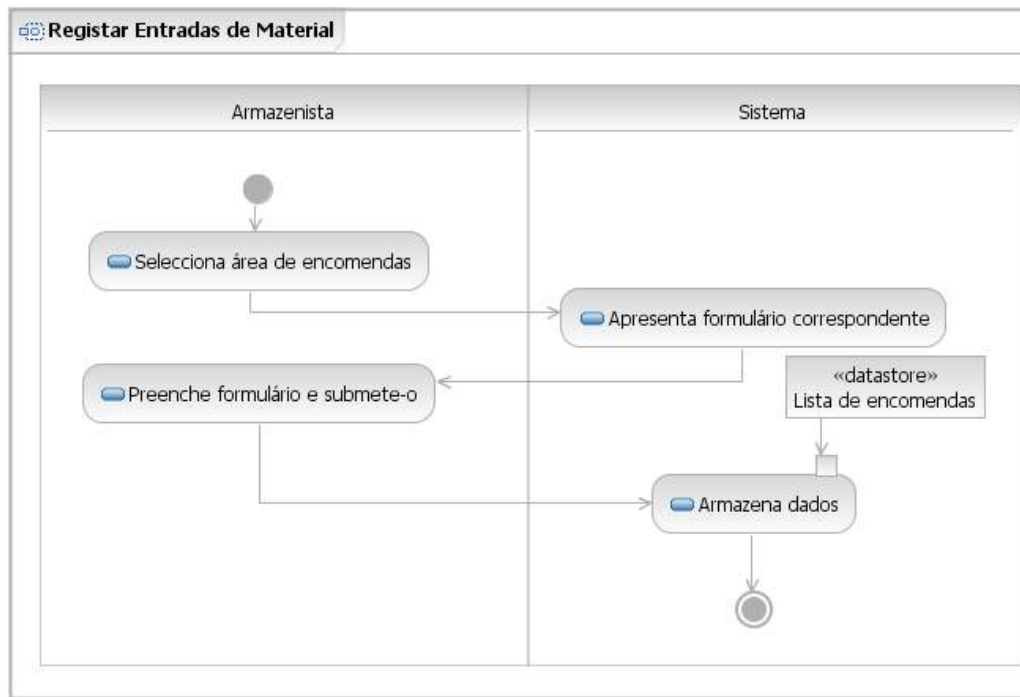 Registar Entradas de Material
Armazenista
Sistema
Selecciona área de encomendas
Apresenta formulário correspondente
Preenche formulário e submete-o
«datastore»
Lista de encomendas
Armazena dados